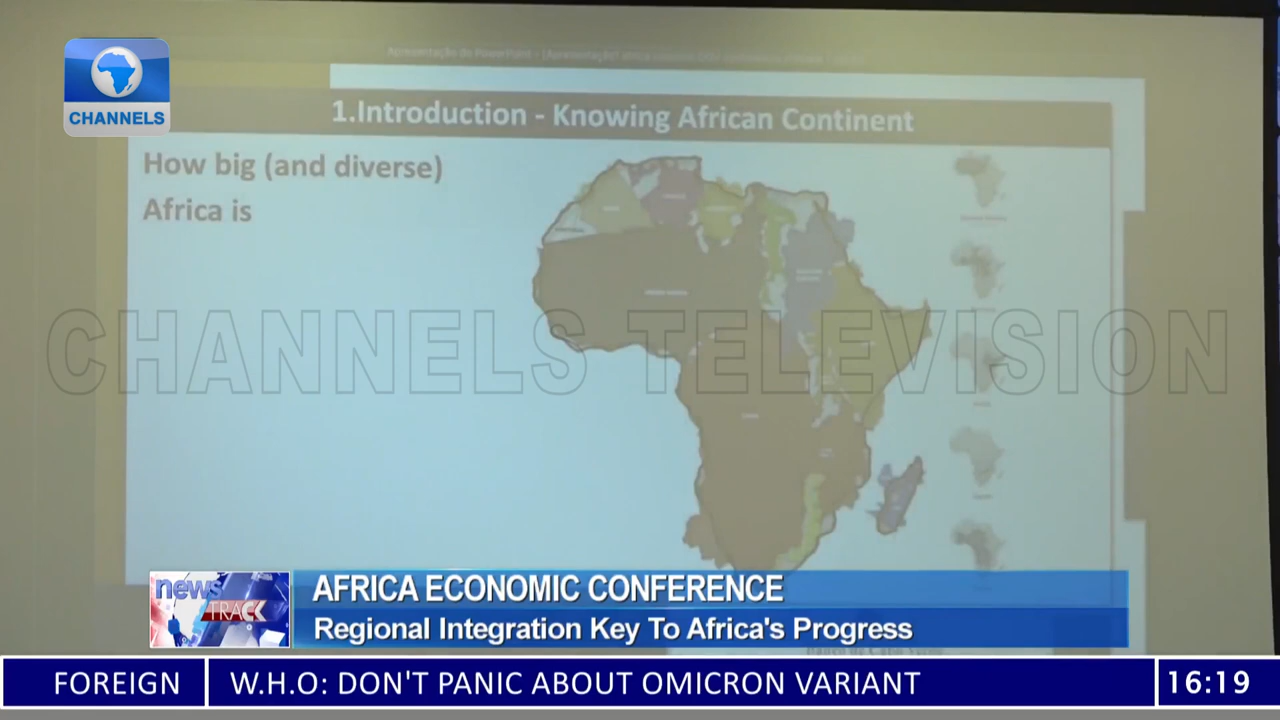 CHANNELS
1.Introduction - Knowing African Continent
How big (and diverse)
Africa is
CHANNELS TELEVISION
news
TRACK
AFRICA ECONOMIC CONFERENCE
Regional Integration Key To Africa's Progress
FOREIGN
W.H.O: DON'T PANIC ABOUT OMICRON VARIANT
16:19